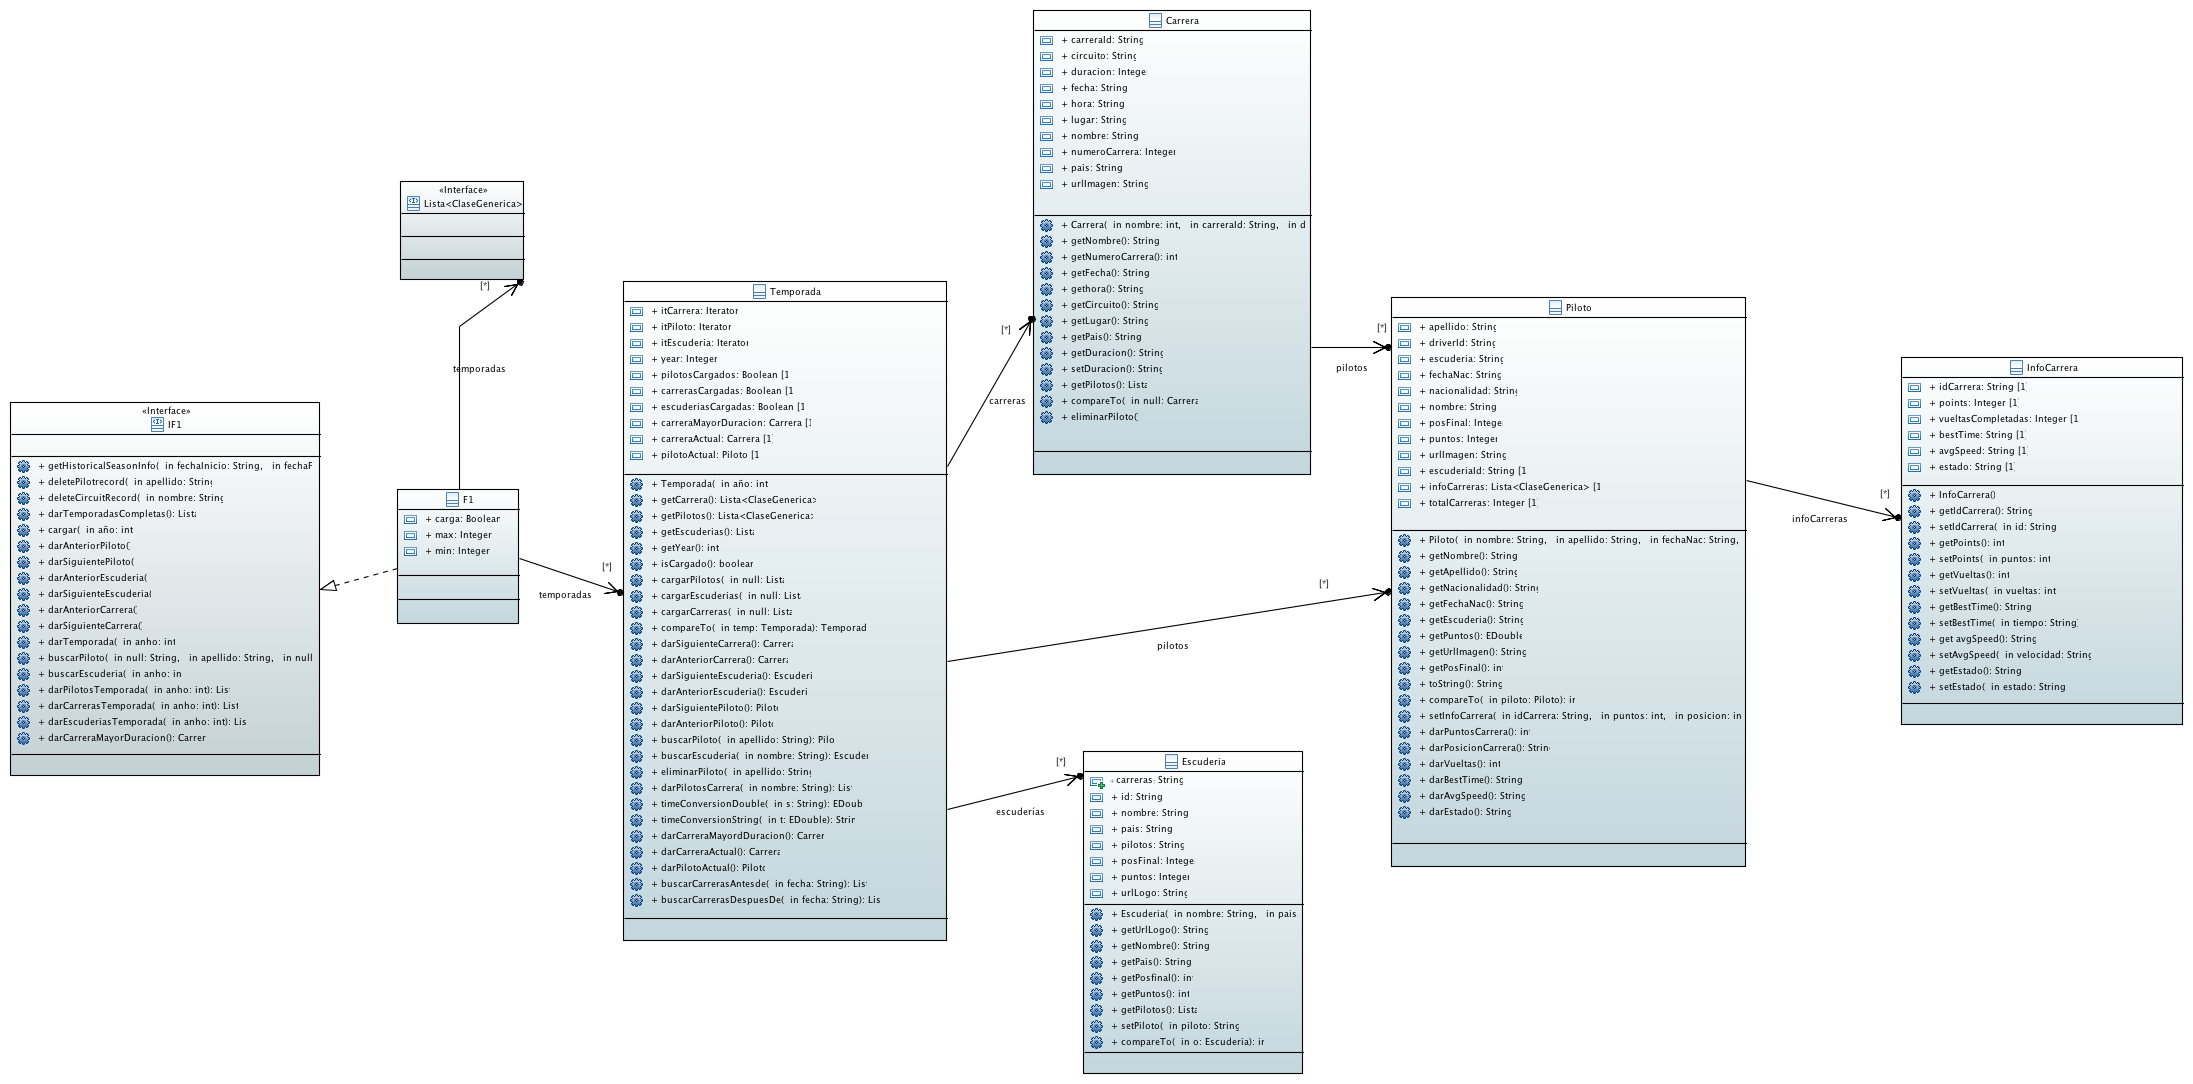 «Interface»
IF1
+ getHistoricalSeasonInfo( in fechaInicio: String, in fechaF
+ deletePilotrecord( in apellido: String
+ deleteCircuitRecord( in nombre: String
+ darTemporadasCompletas(): Lista
+ cargar( in año: int
+ darAnteriorPiloto(
+ darSiguientePiloto(
+ darAnteriorEscuderia(
+ darSiguienteEscuderia(
+ darAnteriorCarrera(
+ darSiguienteCarrera(
+ darTemporada( in anho: int
+ buscarPiloto( in null: String, in apellido: String, in null
+ buscarEscuderia( in anho: in
+ darPilotosTemporada( in anho: int): Lis
+ darCarrerasTemporada( in anho: int): List
+ darEscuderiasTemporada( in anho: int): Lis
+ darCarreraMayorDuracion(): Carrer
«Interface»
Lista<ClaseGenerica>
[*]
temporadas
F1
+ carga: Boolean
+ max: Integer
+ min: Integer
[*]
temporadas
Temporada
+ itCarrera: Iterator
+ itPiloto: Iterator
+ itEscuderia: Iterator
+ year: Integer
+ pilotosCargados: Boolean [1
+ carrerasCargadas: Boolean [1
+ escuderiasCargadas: Boolean [1
+ carreraMayorDuracion: Carrera [1
+ carreraActual: Carrera [1
+ pilotoActual: Piloto [1
+ Temporada( in año: int
+ getCarrera(): Lista<ClaseGenerica>
+ getPilotos(): Lista<ClaseGenerica>
+ getEscuderias(): Lista
+ getYear(): int
+ isCargado(): boolean
+ cargarPilotos( in null: Lista
+ cargarEscuderias( in null: List
+ cargarCarreras( in null: Lista
+ compareTo( in temp: Temporada): Temporad
+ darSiguienteCarrera(): Carrera
+ darAnteriorCarrera(): Carrera
+ darSiguienteEscuderia(): Escuderi
+ darAnteriorEscuderia(): Escuderi
+ darSiguientePiloto(): Piloto
+ darAnteriorPiloto(): Piloto
+ buscarPiloto( in apellido: String): Pilo
+ buscarEscuderia( in nombre: String): Escuder
+ eliminarPiloto( in apellido: String
+ darPilotosCarrera( in nombre: String): Lis
+ timeConversionDouble( in s: String): EDoub
+ timeConversionString( in t: EDouble): Strin
+ darCarreraMayordDuracion(): Carrer
+ darCarreraActual(): Carrera
+ darPilotoActual(): Piloto
+ buscarCarrerasAntesde( in fecha: String): Lis
+ buscarCarrerasDespuesDe( in fecha: String): Lis
[*]
carreras
Carrera
+ carreraId: String
+ circuito: String
+ duracion: Intege
+ fecha: String
+ hora: String
+ lugar: String
+ nombre: String
+ numeroCarrera: Integer
+ pais: String
+ urlImagen: String
+ Carrera( in nombre: int, in carreraId: String, in d
+ getNombre(): String
+ getNumeroCarrera(): int
+ getFecha(): String
+ gethora(): String
+ getCircuito(): String
+ getLugar(): String
+ getPais(): String
+ getDuracion(): String
+ setDuracion(): String
+ getPilotos(): Lista
+ compareTo( in null: Carrera
+ eliminarPiloto(
[*]
pilotos
[*]
pilotos
[*]
escuderías
Escuderia
+ carreras: String
+ id: String
+ nombre: String
+ pais: String
+ pilotos: String
+ posFinal: Intege
+ puntos: Integer
+ urlLogo: String
+ Escuderia( in nombre: String, in pais
+ getUrlLogo(): String
+ getNombre(): String
+ getPais(): String
+ getPosfinal(): int
+ getPuntos(): int
+ getPilotos(): Lista
+ setPiloto( in piloto: String
+ compareTo( in o: Escuderia): ir
Piloto
+ apellido: String
+ driverId: String
+ escuderia: String
+ fechaNac: String
+ nacionalidad: String
+ nombre: String
+ posFinal: Intege
+ puntos: Integer
+ urlImagen: String
+ escuderiaId: String [1
+ infoCarreras: Lista<ClaseGenerica> [1
+ totalCarreras: Integer [1
+ Piloto( in nombre: String, in apellido: String, in fechaNac: String,
+ getNombre(): String
+ getApellido(): String
+ getNacionalidad(): String
+ getFechaNac(): String
+ getEscuderia(): String
+ getPuntos(): EDouble
+ getUrlImagen(): String
+ getPosFinal(): int
+ toString(): String
+ compareTo( in piloto: Piloto): ir
+ setInfoCarrera( in idCarrera: String, in puntos: int, in posicion: in
+ darPuntosCarrera(): int
+ darPosicionCarrera(): String
+ darVueltas(): int
+ darBestTime(): String
+ darAvgSpeed(): String
+ darEstado(): String
[*]
infoCarreras
InfoCarrera
+ idCarrera: String [1
+ points: Integer [1
+ vueltasCompletadas: Integer [1
+ bestTime: String [1
+ avgSpeed: String [1
+ estado: String [1
+ InfoCarrera()
+ getIdCarrera(): String
+ setIdCarrera( in id: String
+ getPoints(): int
+ setPoints( in puntos: int
+ getVueltas(): int
+ setVueltas( in vueltas: int
+ getBestTime(): String
+ setBestTime( in tiempo: String
+ get avgSpeed(): String
+ setAvgSpeed( in velocidad: String
+ getEstado(): String
+ setEstado( in estado: String